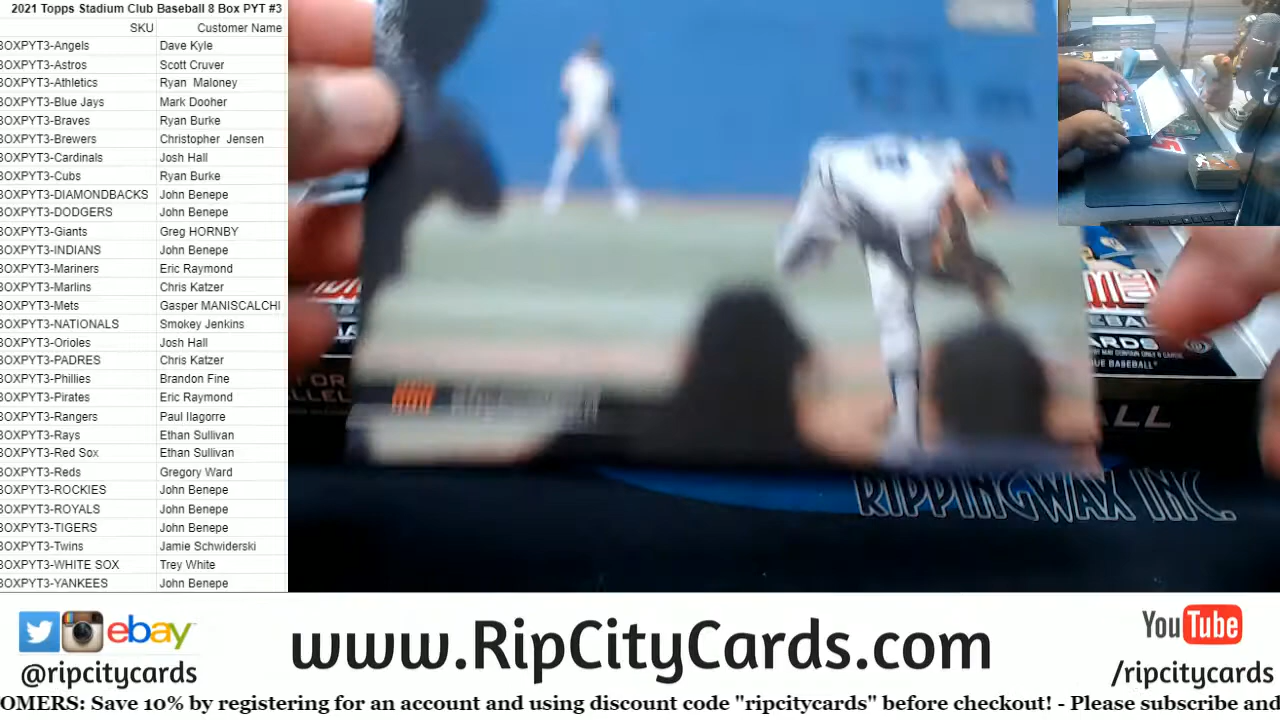 2021 Topps Stadium Club Baseball 8 Box PYT #3
SKU Customer Name
BOXPYT3-Angels Dave Kyle
BOXPYT3-Astros Scott Cruver
BOXPYT3-Athletics Ryan Maloney
BOXPYT3-Blue Jays Mark Dooher
BOXPYT3-Braves Ryan Burke
BOXPYT3-Brewers Christopher Jensen
BOXPYT3-Cardinals Josh Hall
BOXPYT3-Cubs Ryan Burke
BOXPYT3-DIAMONDBACKS John Benepe
BOXPYT3-DODGERS John Benepe
BOXPYT3-Giants Greg HORNBY
BOXPYT3-INDIANS John Benepe
BOXPYT3-Mariners Eric Raymond
BOXPYT3-Marlins Chris Katzer
BOXPYT3-Mets Gasper MANISCALCHI
BOXPYT3-NATIONALS Smokey Jenkins
BOXPYT3-Orioles Josh Hall
BOXPYT3-PADRES Chris Katzer
BOXPYT3-Phillies Brandon Fine
BOXPYT3-Pirates Eric Raymond
BOXPYT3-Rangers Paul Ilagorre
BOXPYT3-Rays Ethan Sullivan
BOXPYT3-Red Sox Ethan Sullivan
BOXPYT3-Reds Gregory Ward
BOXPYT3-ROCKIES John Benepe
BOXPYT3-ROYALS John Benepe
BOXPYT3-TIGERS John Benepe
BOXPYT3-Twins Jamie Schwiderski
BOXPYT3-WHITE SOX Trey White
BOXPYT3-YANKEES John Benepe
ARDS
ALL
RIPPINGWAX INC.
ebay
@ripcitycards
www.RipCityCards.com
YouTube
/ripcitycards
OMERS: Save 10% by registering for an account and using discount code "ripcitycards" before checkout! - Please subscribe and